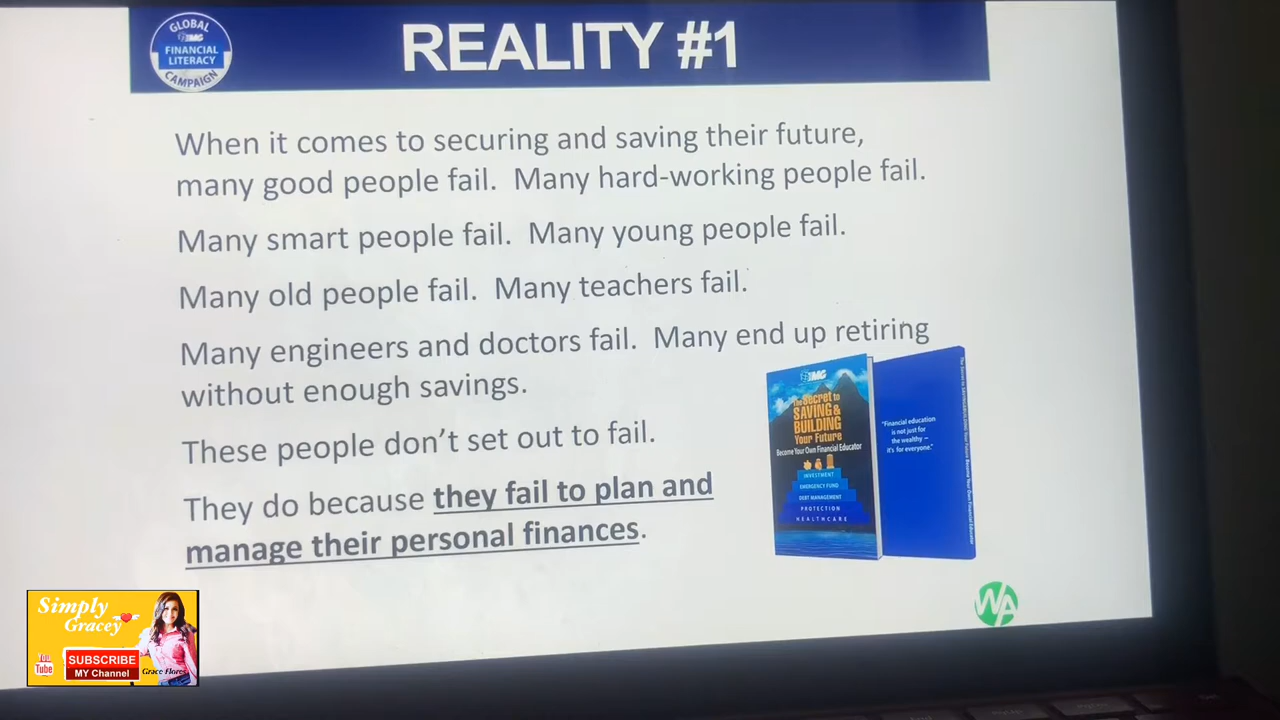 GLOBAL
IMG
FINANCIAL
LITERACY
CAMPAIGN
REALITY #1
When it comes to securing and saving their future,
many good people fail. Many hard-working people fail.
Many smart people fail. Many young people fail.
Many old people fail. Many teachers fail.
Many engineers and doctors fail. Many end up retiring
without enough savings.
These people don't set out to fail.
They do because they fail to plan and
manage their personal finances.
IMG
The Secret to
SAVING &
BUILDING
Your Future
Become Your Own Financial Educator
INVESTMENT
EMERGENCY FUND
DEBT MANAGEMENT
PROTECTION
HEALTHCARE
"Financial education
is not just for
the wealthy –
it's for everyone."
WA
Simply
Gracey
You Tube
SUBSCRIBE
MY Channel
Grace Flores